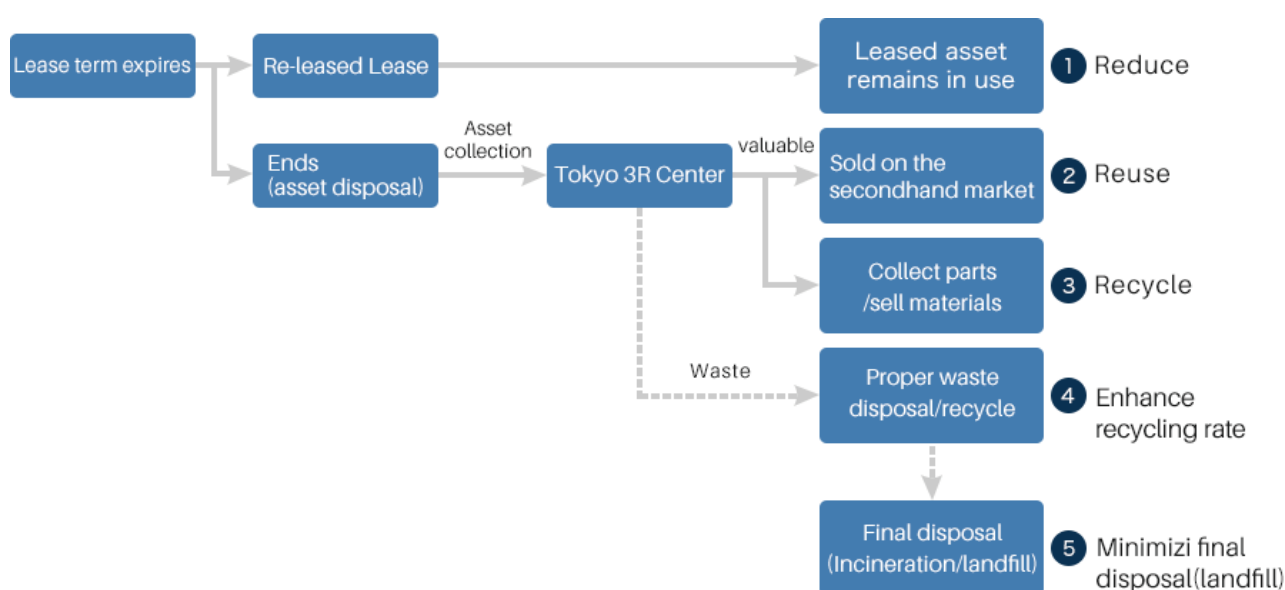 Lease term expires
Re-leased Lease
Leased asset
remains in use
1 Reduce
Ends
(asset disposal)
Asset
collection
Tokyo 3R Center
valuable
Sold on the
secondhand market
2 Reuse
Collect parts
/sell materials
3 Recycle
Waste
Proper waste
disposal/recycle
4 Enhance
recycling rate
Final disposal
(Incineration/landfill)
5 Minimizi final
disposal(landfill)